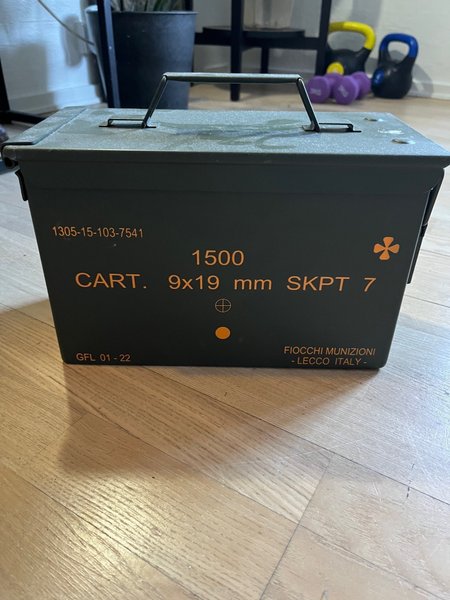 1305-15-103-7541
1500
CART. 9x19 mm SKPT 7
GFL 01-22
FIOCCHI MUNIZIONI
- LECCO ITALY -